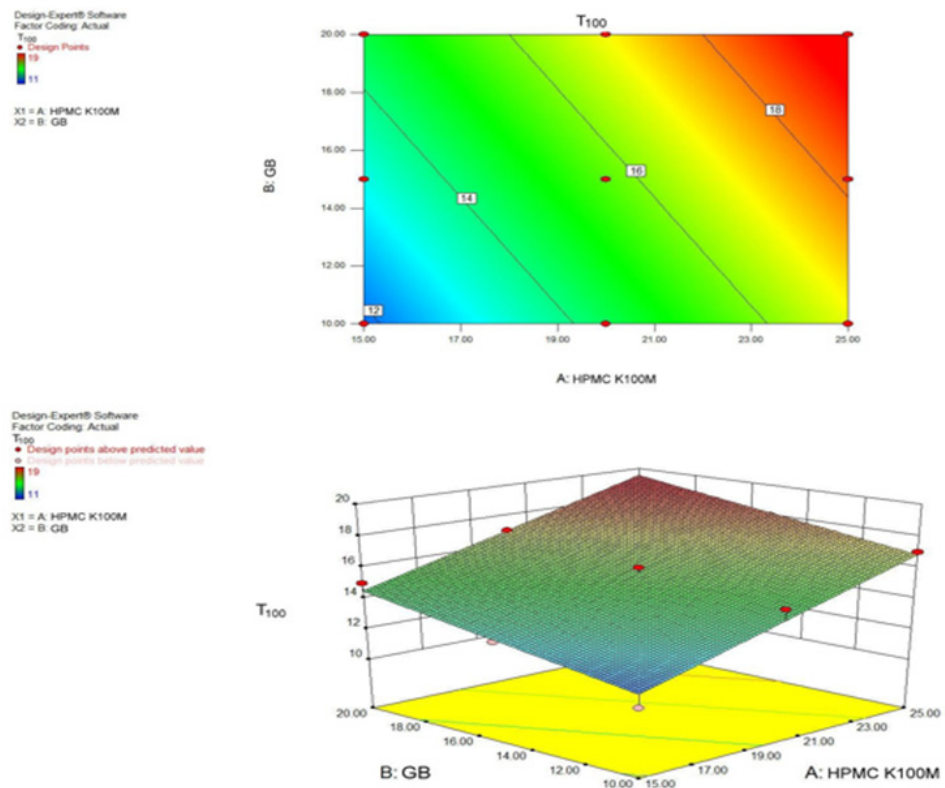 Design-Expert® Software
Factor Coding: Actual
T100
Design Points
19
11
X1 = A: HPMC K100M
X2 = B: GB
T100
20.00
18.00
16.00
14.00
12.00
10.00
B: GB
18
16
14
12
15.00 17.00 19.00 21.00 23.00 25.00
A: HPMC K100M
Design-Expert® Software
Factor Coding: Actual
T100
Design points above predicted value
Design points below predicted value
19
11
X1 = A: HPMC K100M
X2 = B: GB
20
18
16
14
12
10
T100
20.00
18.00
16.00
14.00
12.00
10.00
15.00
17.00
19.00
21.00
23.00
25.00
B: GB
A: HPMC K100M